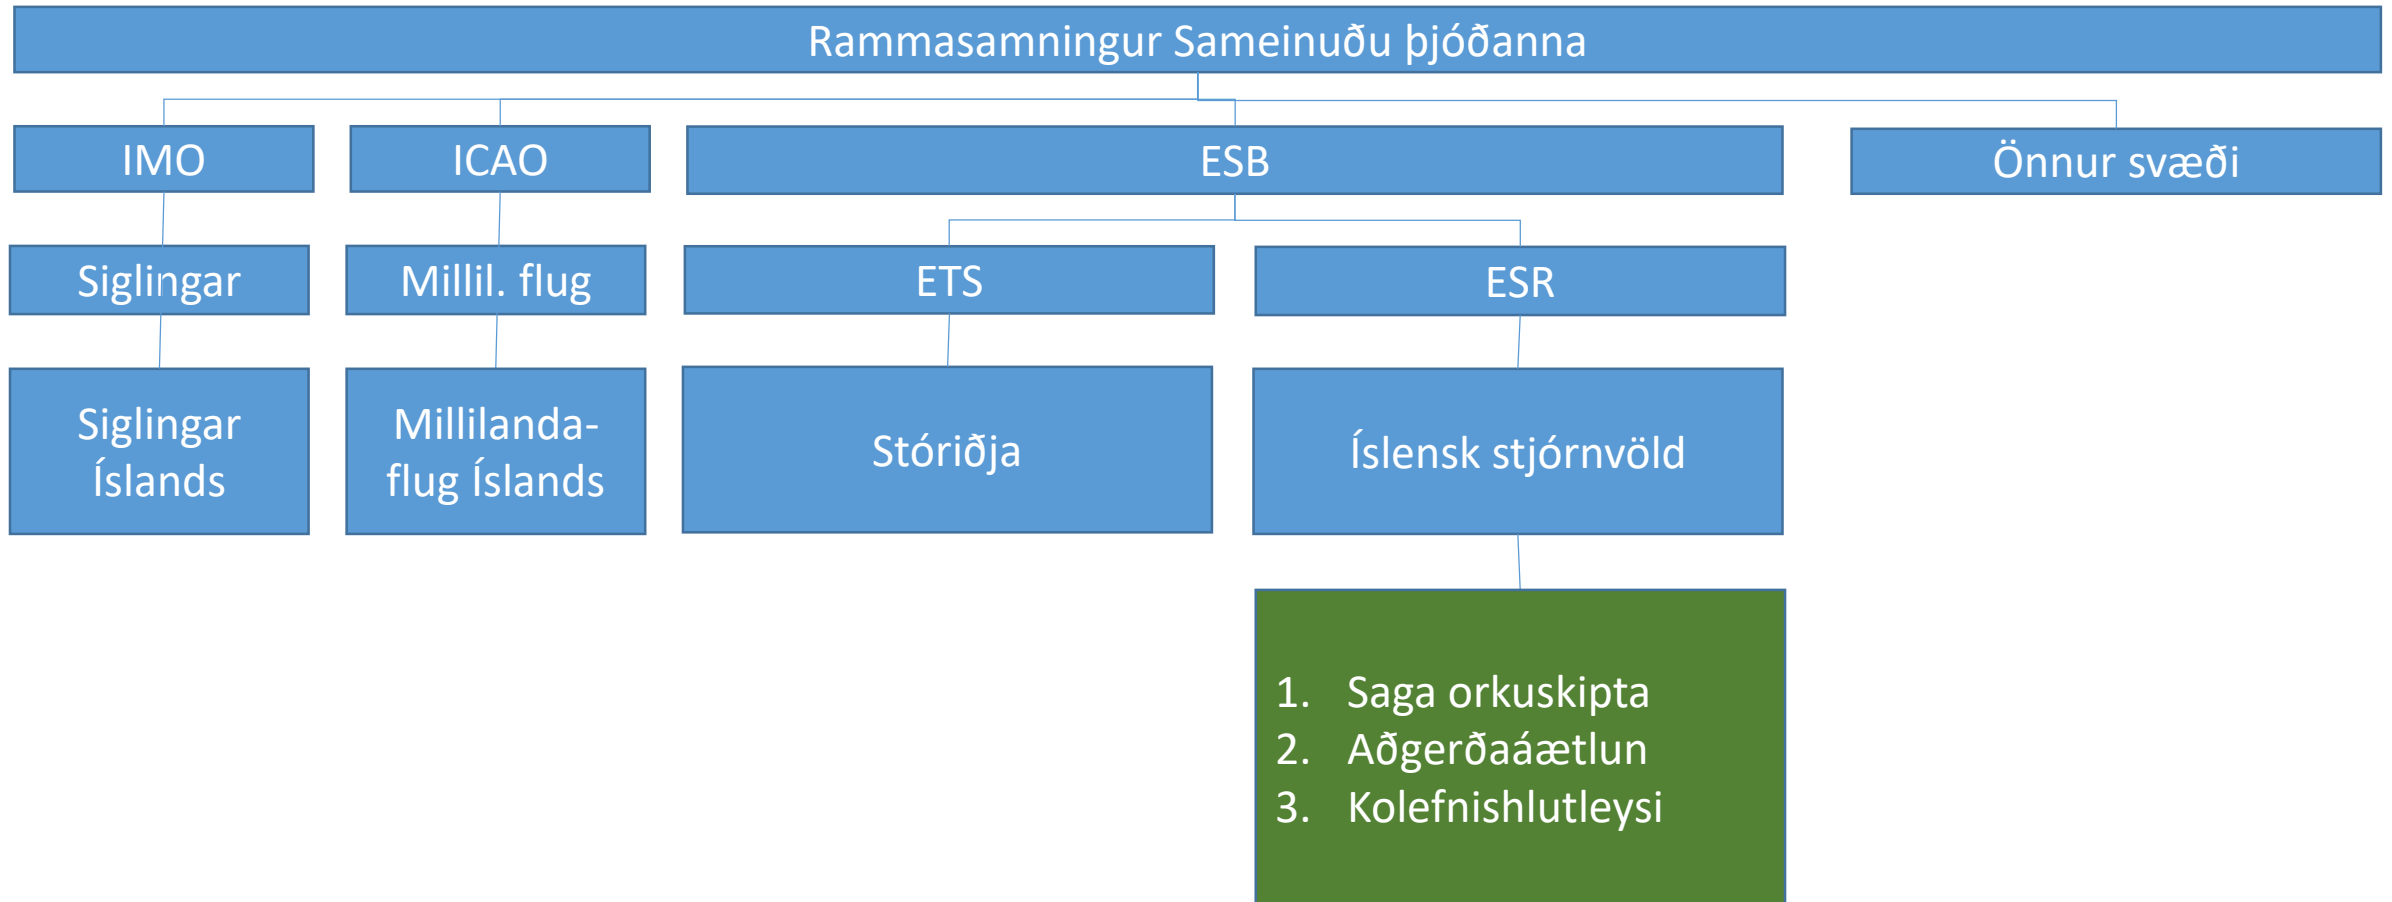 Rammasamningur Sameinuðu þjóðanna
IMO
ICAO
ESB
Önnur svæði
Siglingar
Millil. flug
ETS
ESR
Siglingar
Íslands
Millilanda-
flug Íslands
Stóriðja
Íslensk stjórnvöld
1. Saga orkuskipta
2. Aðgerðaáætlun
3. Kolefnishlutleysi